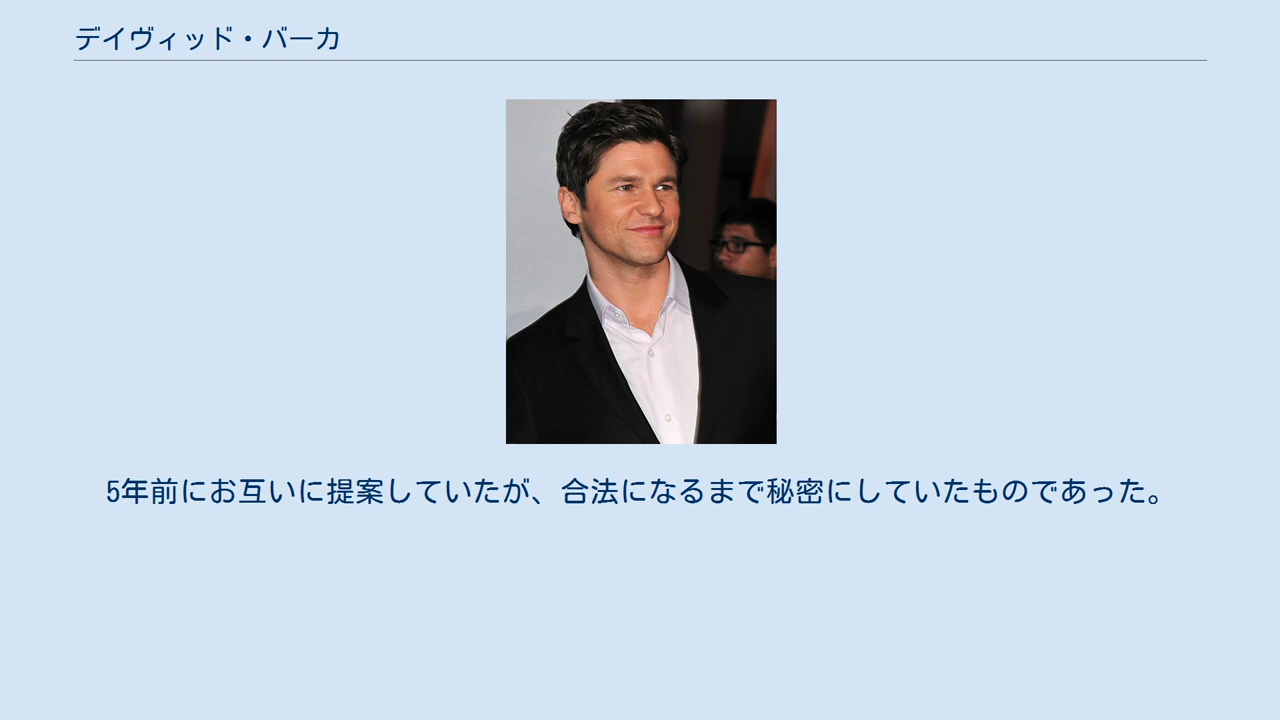 デイヴィッド・バーカ
5年前にお互いに提案していたが、合法になるまで秘密にしていたものであった。